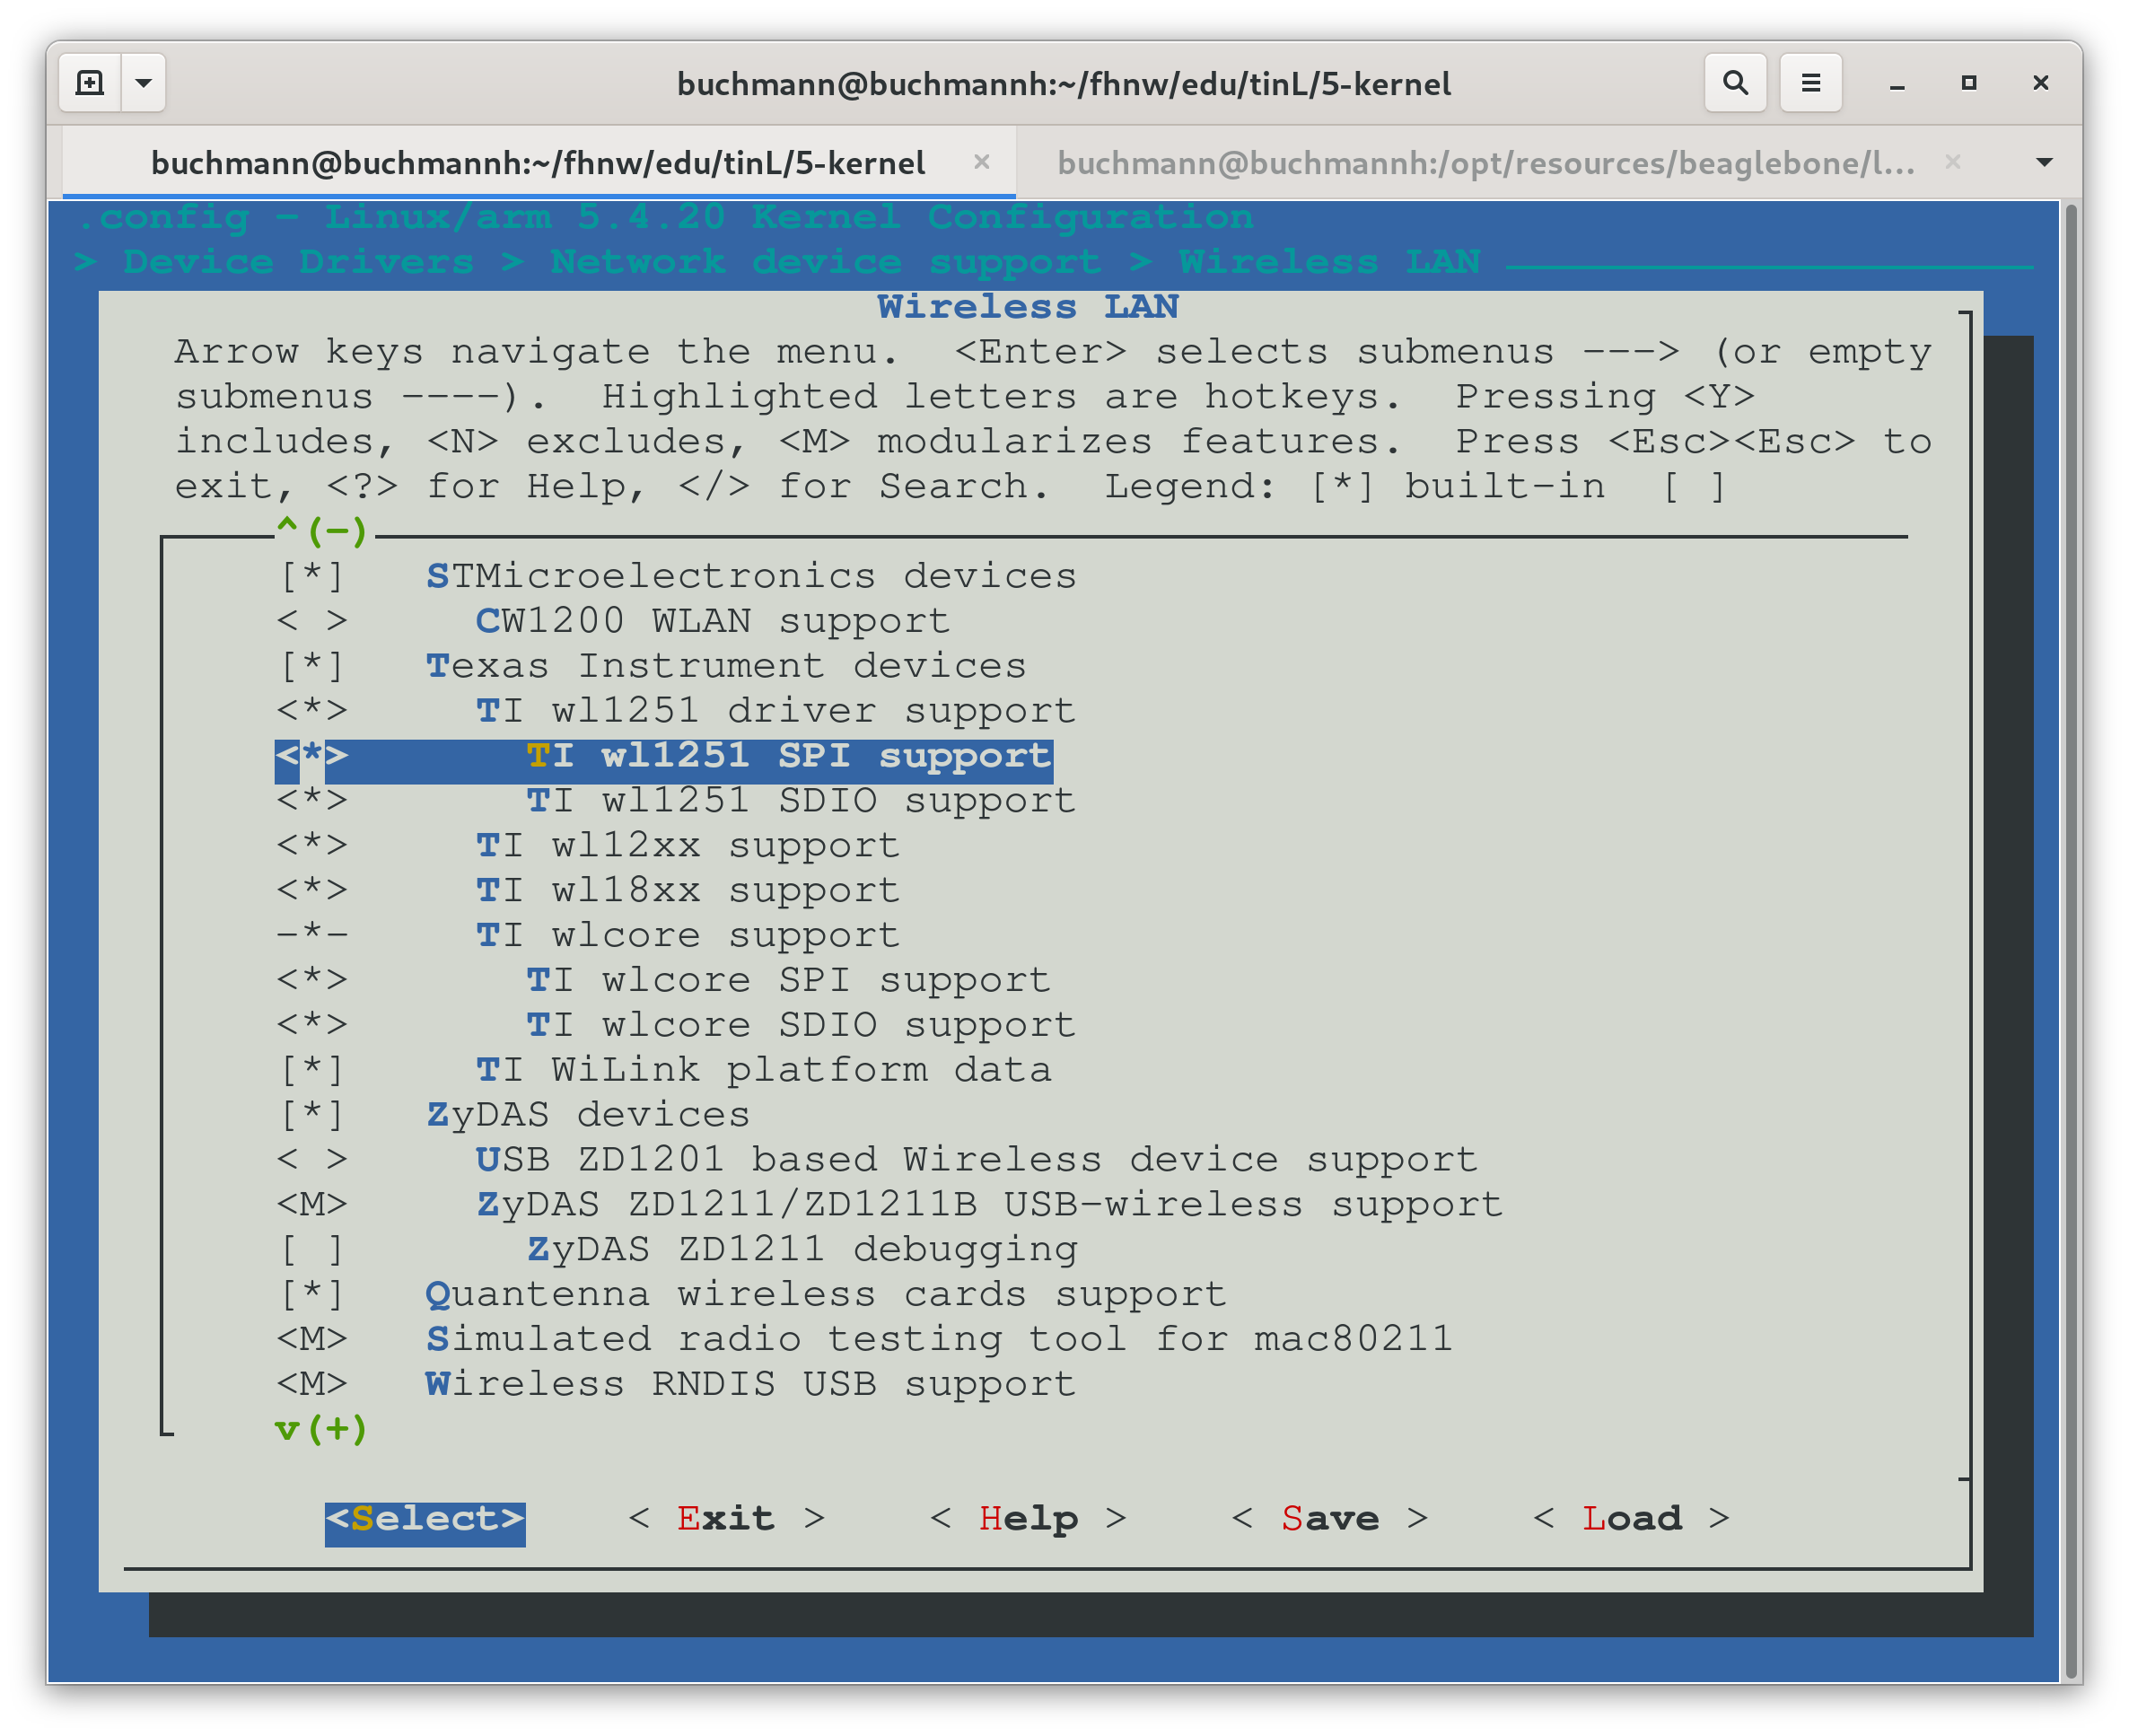 buchmann@buchmannh:~/fhnw/edu/tinL/5-kernel
buchmann@buchmannh:~/fhnw/edu/tinL/5-kernel × buchmann@buchmannh:/opt/resources/beaglebone/l... ×
.config - Linux/arm 5.4.20 Kernel Configuration
> Device Drivers > Network device support > Wireless LAN
Wireless LAN
Arrow keys navigate the menu.  <Enter> selects submenus ---> (or empty
submenus ----).  Highlighted letters are hotkeys.  Pressing <Y>
includes, <N> excludes, <M> modularizes features.  Press <Esc><Esc> to
exit, <?> for Help, </> for Search.  Legend: [*] built-in  [ ]
^(-)
[*]   STMicroelectronics devices
< >     CW1200 WLAN support
[*]   Texas Instrument devices
<*>     TI wl1251 driver support
<*>       TI wl1251 SPI support
<*>       TI wl1251 SDIO support
<*>     TI wl12xx support
<*>     TI wl18xx support
-*-     TI wlcore support
<*>       TI wlcore SPI support
<*>       TI wlcore SDIO support
[*]     TI WiLink platform data
[*]   ZyDAS devices
< >     USB ZD1201 based Wireless device support
<M>     ZyDAS ZD1211/ZD1211B USB-wireless support
[ ]       ZyDAS ZD1211 debugging
[*]   Quantenna wireless cards support
<M>   Simulated radio testing tool for mac80211
<M>   Wireless RNDIS USB support
v(+)
<Select>    < Exit >    < Help >    < Save >    < Load >